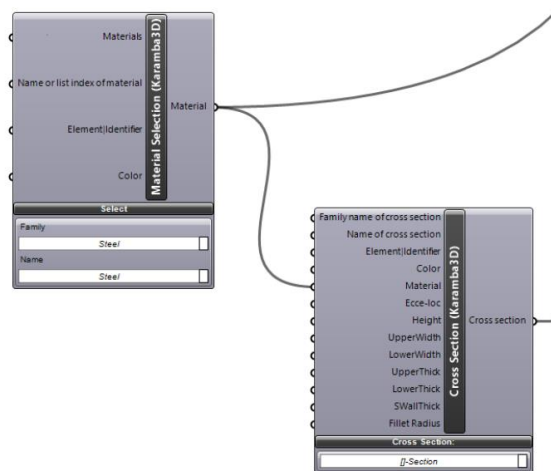 Materials
Name or list index of material
Element|Identifier
Color
Material Selection (Karamba3D)
Material
Select
Family
Steel
Name
Steel
Family name of cross section
Name of cross section
Element|Identifier
Color
Material
Ecce-loc
Height
UpperWidth
LowerWidth
UpperThick
LowerThick
SWallThick
Fillet Radius
Cross Section (Karamba3D)
Cross section
Cross Section:
[]-Section